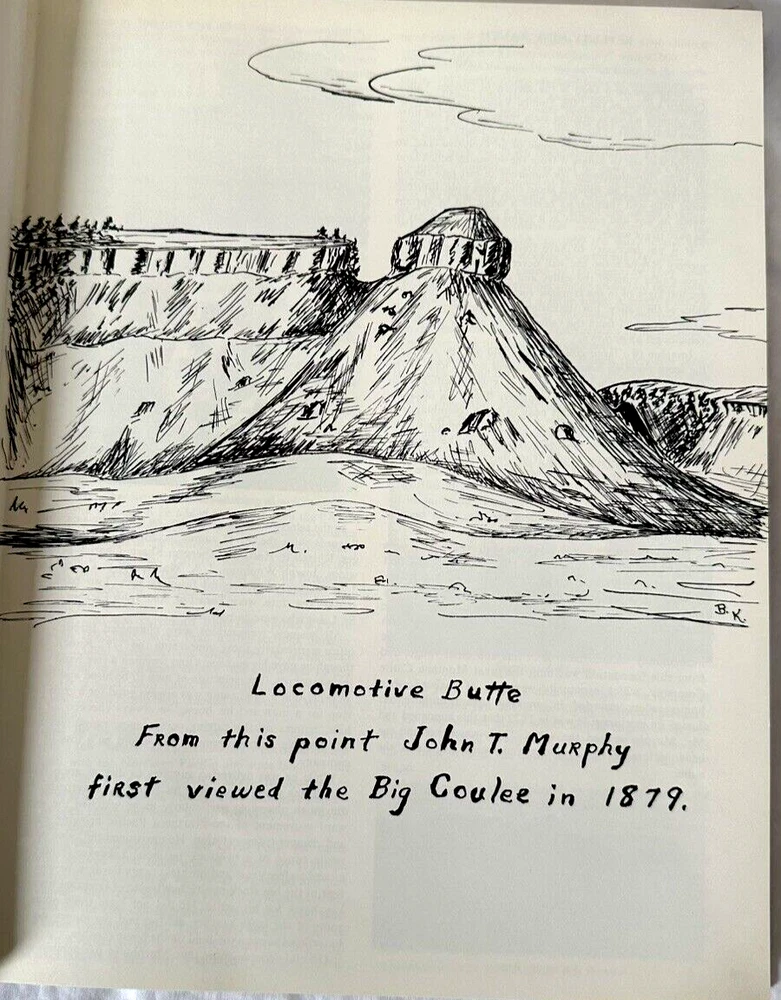 B. K.
Locomotive Butte
From this point John T. Murphy
first viewed the Big Coulee in 1879.